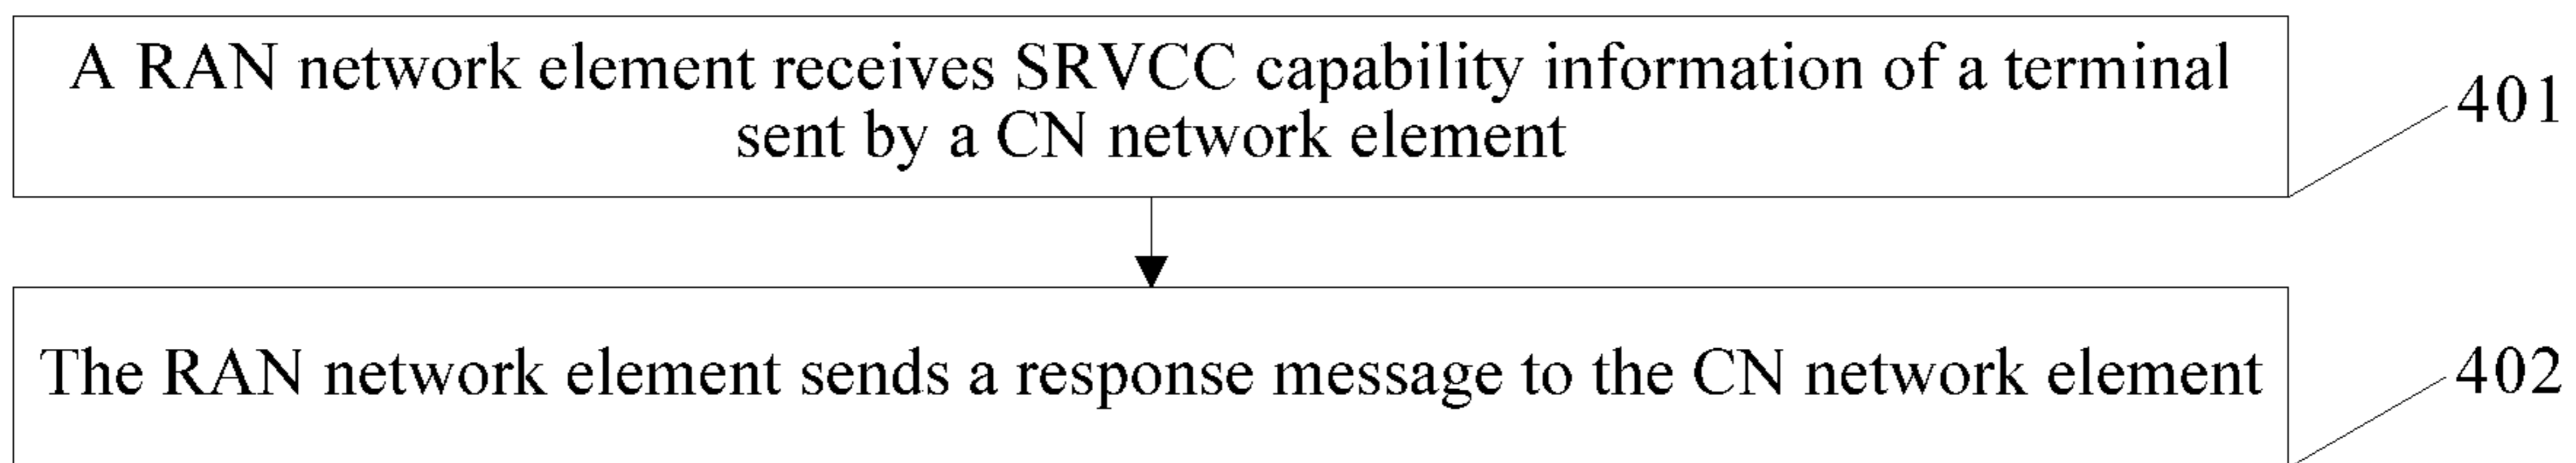 A RAN network element receives SRVCC capability information of a terminal
sent by a CN network element
401
The RAN network element sends a response message to the CN network element
402